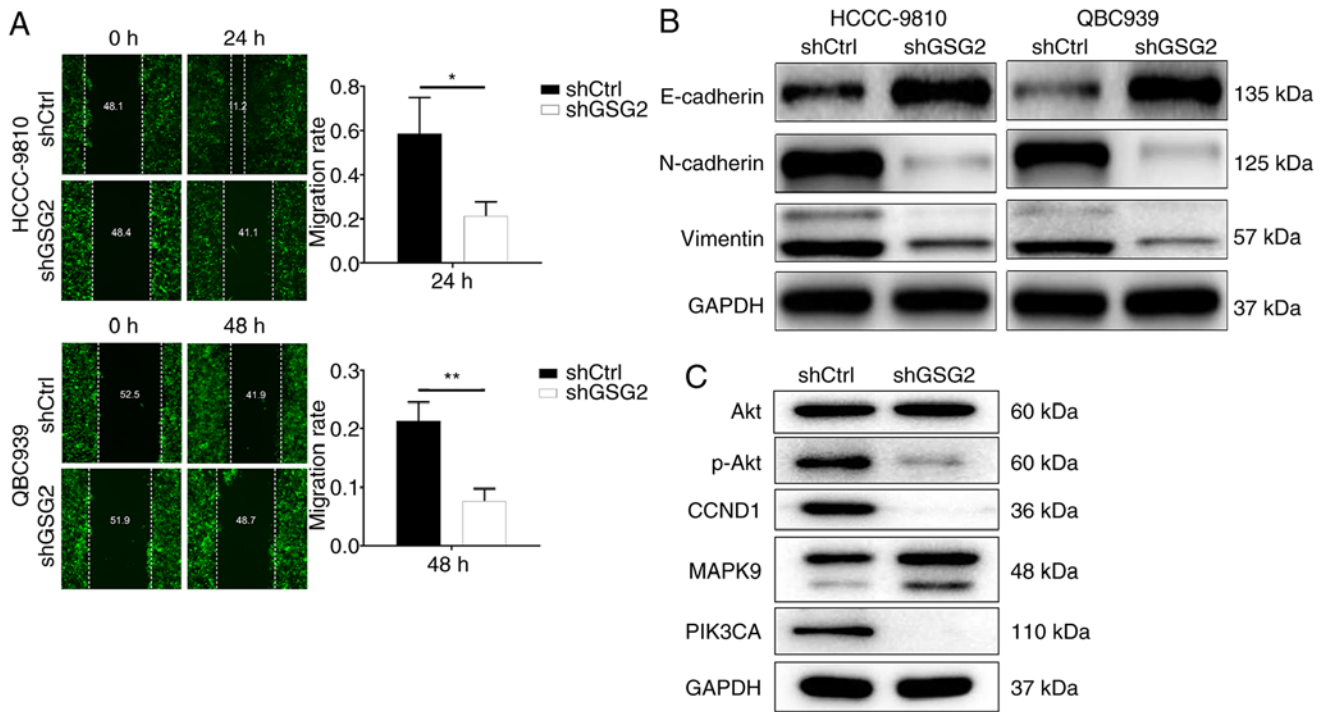 A
0 h 24 h
HCCC-9810
shCtrl
48.1 11.2
shGSG2
48.4 41.1
Migration rate
0.8
0.6
0.4
0.2
0.0
*
24 h
shCtrl
shGSG2
0 h 48 h
QBC939
shCtrl
52.5 41.9
shGSG2
51.9 48.7
Migration rate
0.3
0.2
0.1
0.0
**
48 h
shCtrl
shGSG2
B
HCCC-9810 QBC939
shCtrl shGSG2 shCtrl shGSG2
E-cadherin 135 kDa
N-cadherin 125 kDa
Vimentin 57 kDa
GAPDH 37 kDa
C
shCtrl shGSG2
Akt 60 kDa
p-Akt 60 kDa
CCND1 36 kDa
MAPK9 48 kDa
PIK3CA 110 kDa
GAPDH 37 kDa